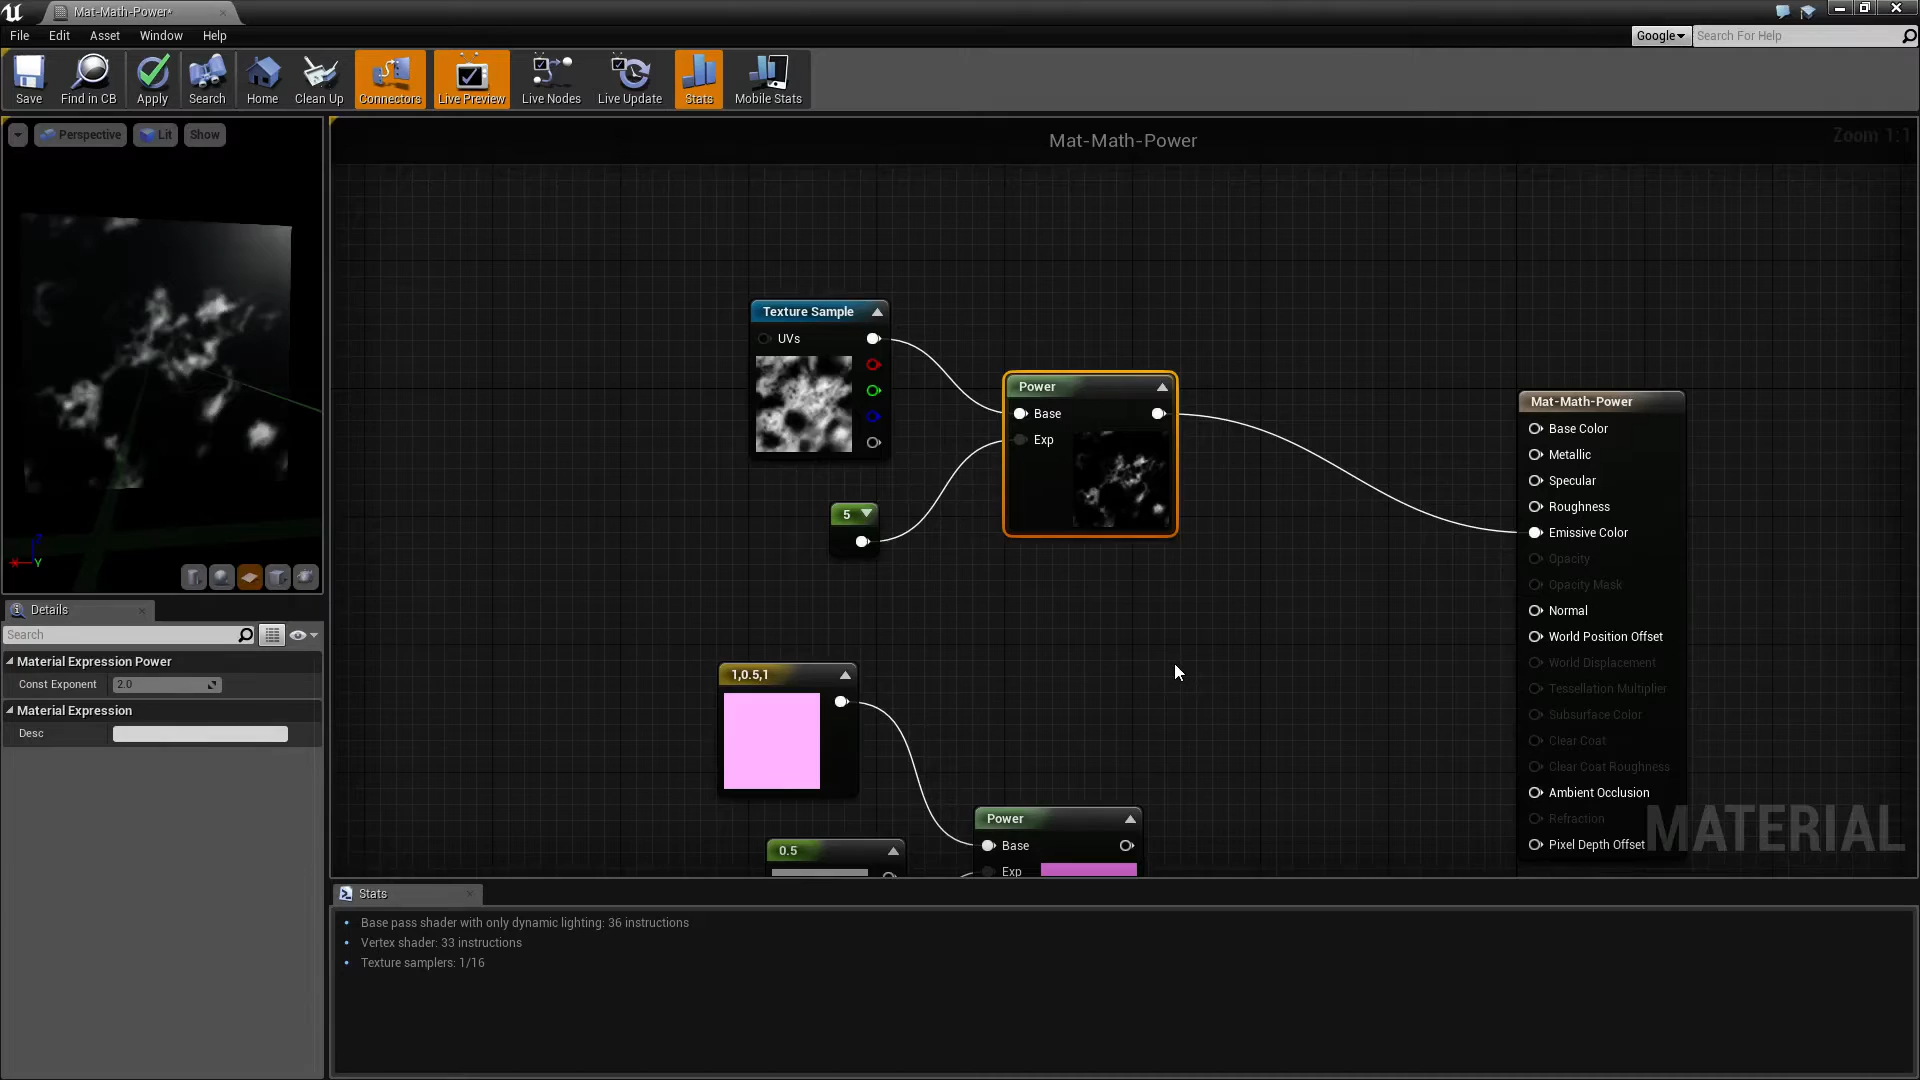 Mat-Math-Power*
File Edit Asset Window Help
Google Search For Help
Save Find in CB Apply Search Home Clean Up Connectors Live Preview Live Nodes Live Update Stats Mobile Stats
Perspective Lit Show
Mat-Math-Power
Zoom 1:1
Texture Sample
UVs
Power
Base
Exp
5
Mat-Math-Power
Base Color
Metallic
Specular
Roughness
Emissive Color
Opacity
Opacity Mask
Normal
World Position Offset
World Displacement
Tessellation Multiplier
Subsurface Color
Clear Coat
Clear Coat Roughness
Ambient Occlusion
Refraction
Pixel Depth Offset
MATERIAL
1,0.5,1
Power
Base
Exp
0.5
Z
X Y
Details
Search
Material Expression Power
Const Exponent 2.0
Material Expression
Desc
Stats
Base pass shader with only dynamic lighting: 36 instructions
Vertex shader: 33 instructions
Texture samplers: 1/16